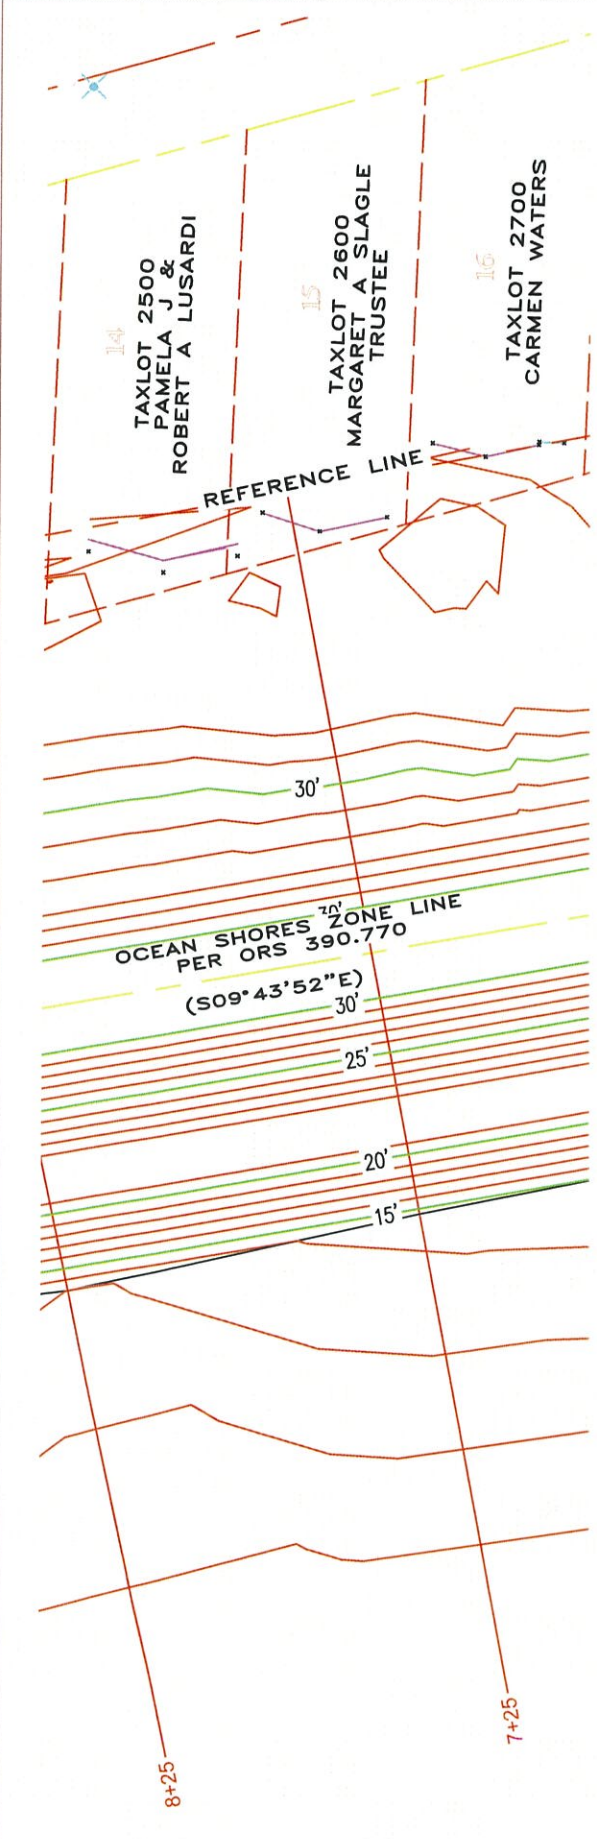 14
TAXLOT 2500
PAMELA J &
ROBERT A LUSARDI
15
TAXLOT 2600
MARGARET A SLAGLE
TRUSTEE
16
TAXLOT 2700
CARMEN WATERS
REFERENCE LINE
30'
OCEAN SHORES ZONE LINE
PER ORS 390.770
(S09°43'52"E)
30'
25'
20'
15'
7+25
8+25